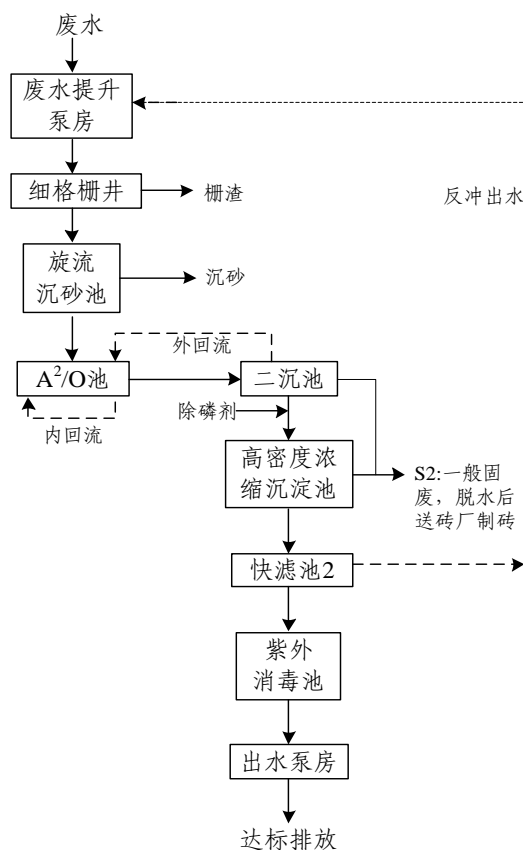 废水
废水提升
泵房
细格栅井
栅渣
反冲出水
旋流
沉砂池
沉砂
外回流
A²/O池
二沉池
除磷剂
内回流
高密度浓
缩沉淀池
S2:一般固
废，脱水后
送砖厂制砖
快滤池2
紫外
消毒池
出水泵房
达标排放